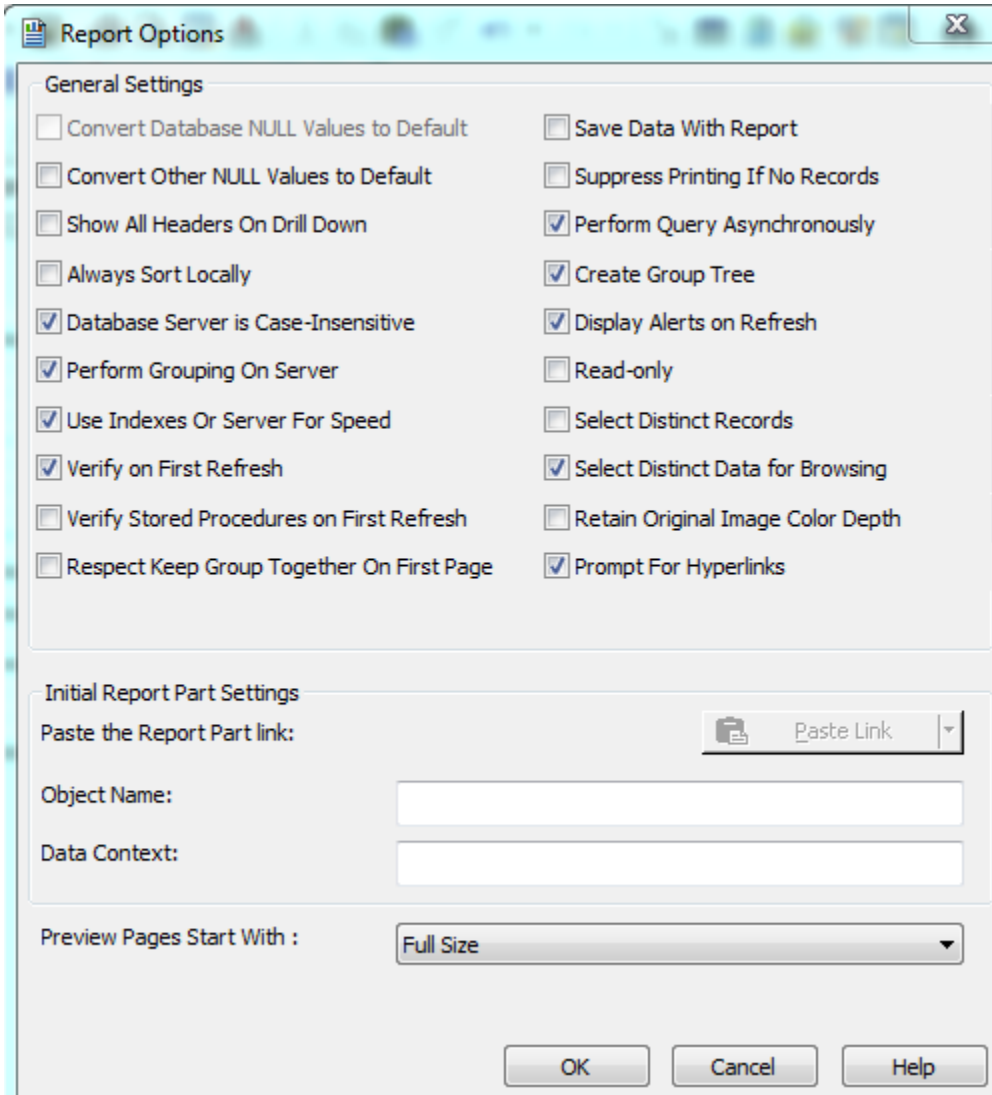 Report Options
General Settings
Convert Database NULL Values to Default
Convert Other NULL Values to Default
Show All Headers On Drill Down
Always Sort Locally
Database Server is Case-Insensitive
Perform Grouping On Server
Use Indexes Or Server For Speed
Verify on First Refresh
Verify Stored Procedures on First Refresh
Respect Keep Group Together On First Page
Save Data With Report
Suppress Printing If No Records
Perform Query Asynchronously
Create Group Tree
Display Alerts on Refresh
Read-only
Select Distinct Records
Select Distinct Data for Browsing
Retain Original Image Color Depth
Prompt For Hyperlinks
Initial Report Part Settings
Paste the Report Part link:
Paste Link
Object Name:
Data Context:
Preview Pages Start With :
Full Size
OK
Cancel
Help